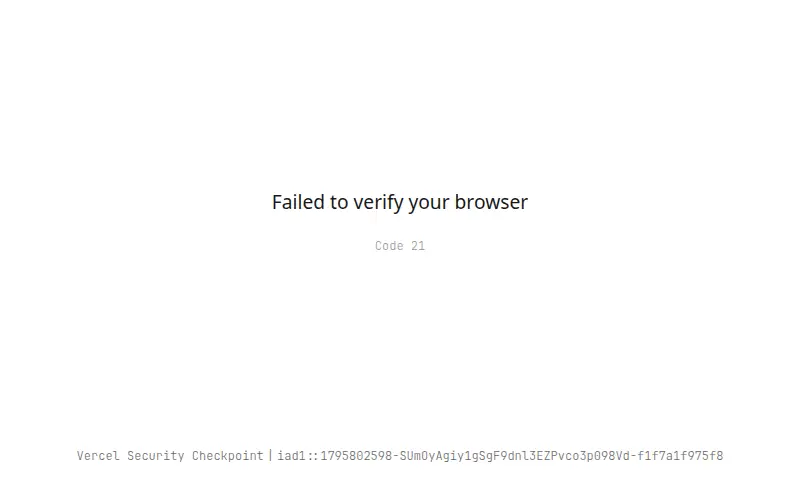 Failed to verify your browser
Code 21
Vercel Security Checkpoint | iad1::1795802598-SUmOyAgiy1gSgF9dnl3EZPvco3p098Vd-f1f7a1f975f8